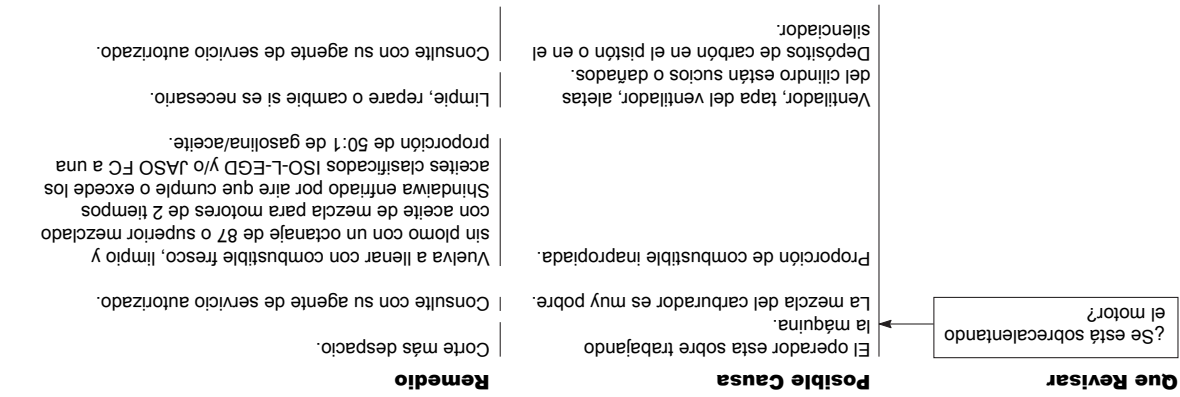 Que Revisar
Posible Causa
Remedio
¿Se está sobrecalentando
el motor?
El operador esta sobre trabajando
la máquina.
Corte más despacio.
La mezcla del carburador es muy pobre.
Consulte con su agente de servicio autorizado.
Proporción de combustible inapropiada.
Vuelva a llenar con combustible fresco, limpio y
sin plomo con un octanaje de 87 o superior mezclado
con aceite de mezcla para motores de 2 tiempos
Shindaiwa enfriado por aire que cumple o excede los
aceites clasificados ISO-L-EGD y/o JASO FC a una
proporción de 50:1 de gasolina/aceite.
Ventilador, tapa del ventilador, aletas
del cilindro están sucios o dañados.
Limpie, repare o cambie si es necesario.
Depósitos de carbón en el pistón o en el
silenciador.
Consulte con su agente de servicio autorizado.